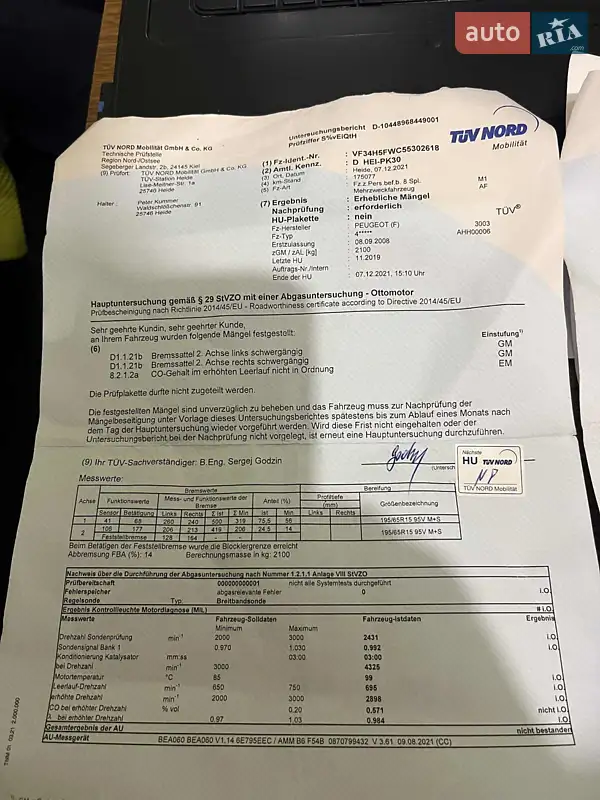 auto RIA.com
TÜV NORD Mobilität GmbH & Co. KG
Technische Prüfstelle
Region Nord-/Ostsee
Segeberger Landstr. 2b, 24145 Kiel
(9) Prüfort: TÜV NORD Mobilität GmbH & Co. KG
TÜV-Station Heide
Lise-Meitner-Str. 1a
25746 Heide
Halter: Peter Kummer
Waldschlößchenstr. 91
25746 Heide
Untersuchungsbericht D-10448968449001
Prüfziffer S%vEiQtH
TÜV NORD
Mobilität
(1) Fz-Ident.-Nr. : VF34H5FWC55302618
(2) Amtl. Kennz. : D HEI-PK30
(3) Ort, Datum : Heide, 07.12.2021
(4) km-Stand : 175077
(5) Fz-Art : Fz.z.Pers bef.b. 8 Spl. M1
Mehrzweckfahrzeug AF
(7) Ergebnis : Erhebliche Mängel
Nachprüfung : erforderlich
HU-Plakette : nein
TÜV®
Fz-Hersteller : PEUGEOT (F) 3003
Fz-Typ : 4***** AHH00006
Erstzulassung : 08.09.2008
zGM / zAL [kg] : 2100
Letzte HU : 11.2019
Auftrags-Nr./Intern :
Ende der HU : 07.12.2021, 15:10 Uhr
Hauptuntersuchung gemäß § 29 StVZO mit einer Abgasuntersuchung - Ottomotor
Prüfbescheinigung nach Richtlinie 2014/45/EU - Roadworthiness certificate according to Directive 2014/45/EU
Sehr geehrte Kundin, sehr geehrter Kunde,
an Ihrem Fahrzeug wurden folgende Mängel festgestellt:
(6) Einstufung¹⁾
D1.1.21b Bremssattel 2. Achse links schwergängig GM
D1.1.21b Bremssattel 2. Achse rechts schwergängig GM
8.2.1.2a CO-Gehalt im erhöhten Leerlauf nicht in Ordnung EM
Die Prüfplakette durfte nicht zugeteilt werden.
Die festgestellten Mängel sind unverzüglich zu beheben und das Fahrzeug muss zur Nachprüfung der
Mängelbeseitigung unter Vorlage dieses Untersuchungsberichtes spätestens bis zum Ablauf eines Monats nach
dem Tag der Hauptuntersuchung wieder vorgeführt werden. Wird diese Frist nicht eingehalten oder der
Untersuchungsbericht bei der Nachprüfung nicht vorgelegt, ist erneut eine Hauptuntersuchung durchzuführen.
(9) Ihr TÜV-Sachverständiger: B.Eng. Sergej Godzin
(Untersch
Nächste
HU TÜV NORD
NP
TÜV NORD Mobilität
Messwerte:
Bremswerte Bereifung
Achse Funktionswerte Mess- und Funktionswerte der Bremse Anteil (%) Profiltiefe (mm) Größenbezeichnung
Sensor Betätigung Links Rechts Σ Ist Σ Min Ist Min Links Rechts
1 41 68 260 240 500 319 75,5 56 195/65R15 95V M+S
2 106 177 206 213 419 206 24,5 14 195/65R15 95V M+S
Feststellbremse 128 164 - -
Beim Betätigen der Feststellbremse wurde die Blockiergrenze erreicht
Abbremsung FBA (%): 14 Berechnungsmasse in kg: 2100
Nachweis über die Durchführung der Abgasuntersuchung nach Nummer 1.2.1.1 Anlage VIII StVZO
Prüfbereitschaft 000000000001 nicht alle Systemtests durchgeführt
Fehlerspeicher abgasrelevante Fehler 0 i.O.
Regelsonde Typ: Breitbandsonde
Ergebnis Kontrollleuchte Motordiagnose (MIL) # i.O.
Messwerte Fahrzeug-Solldaten Fahrzeug-Istdaten Ergebnis
Minimum Maximum
Drehzahl Sondenprüfung min⁻¹ 2000 3000 2431 i.O.
Sondensignal Bank 1 0.970 1.030 0.992 i.O.
Konditionierung Katalysator mm:ss 03:00 03:00
bei Drehzahl min⁻¹ 3000 4325
Motortemperatur °C 85 99 i.O.
Leerlauf-Drehzahl min⁻¹ 650 750 695 i.O.
erhöhte Drehzahl min⁻¹ 2000 3000 2898 i.O.
CO bei erhöhter Drehzahl % vol 0.20 0.571 nicht i.O.
λ bei erhöhter Drehzahl 0.97 1.03 0.984 i.O.
Gesamtergebnis der AU nicht bestanden
AU-Messgerät BEA060 BEA060 V1.14 6E795EEC / AMM B6 F54B 0870799432 V 3.61 09.08.2021 (CC)